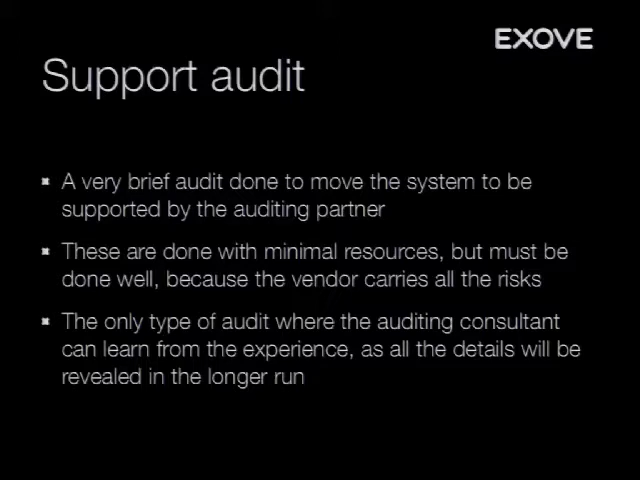 EXOVE
Support audit
A very brief audit done to move the system to be
supported by the auditing partner
These are done with minimal resources, but must be
done well, because the vendor carries all the risks
The only type of audit where the auditing consultant
can learn from the experience, as all the details will be
revealed in the longer run